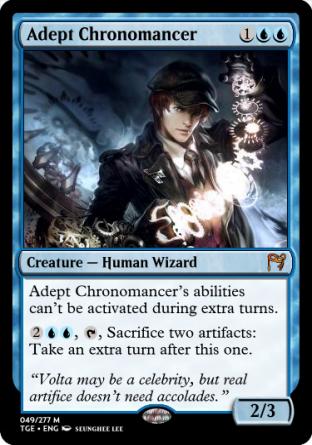 Adept Chronomancer 1
Creature — Human Wizard
Adept Chronomancer's abilities
can't be activated during extra turns.
2, , Sacrifice two artifacts:
Take an extra turn after this one.
“Volta may be a celebrity, but real
artifice doesn't need accolades.”
2/3
049/277 M
TGE • ENG SEUNGHEE LEE